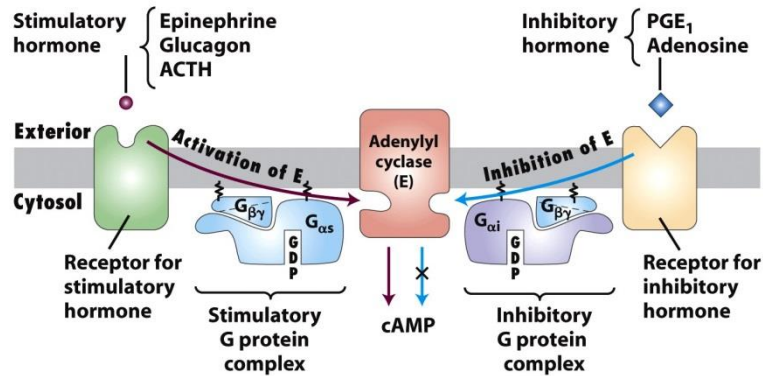 Stimulatory
hormone
Epinephrine
Glucagon
ACTH
Inhibitory
hormone
PGE₁
Adenosine
Exterior
Activation of E
Adenylyl
cyclase
(E)
Inhibition of E
Cytosol
Gβγ
Gαs
GDP
Gαi
Gβγ
GDP
Receptor for
stimulatory
hormone
Stimulatory
G protein
complex
cAMP
Inhibitory
G protein
complex
Receptor for
inhibitory
hormone